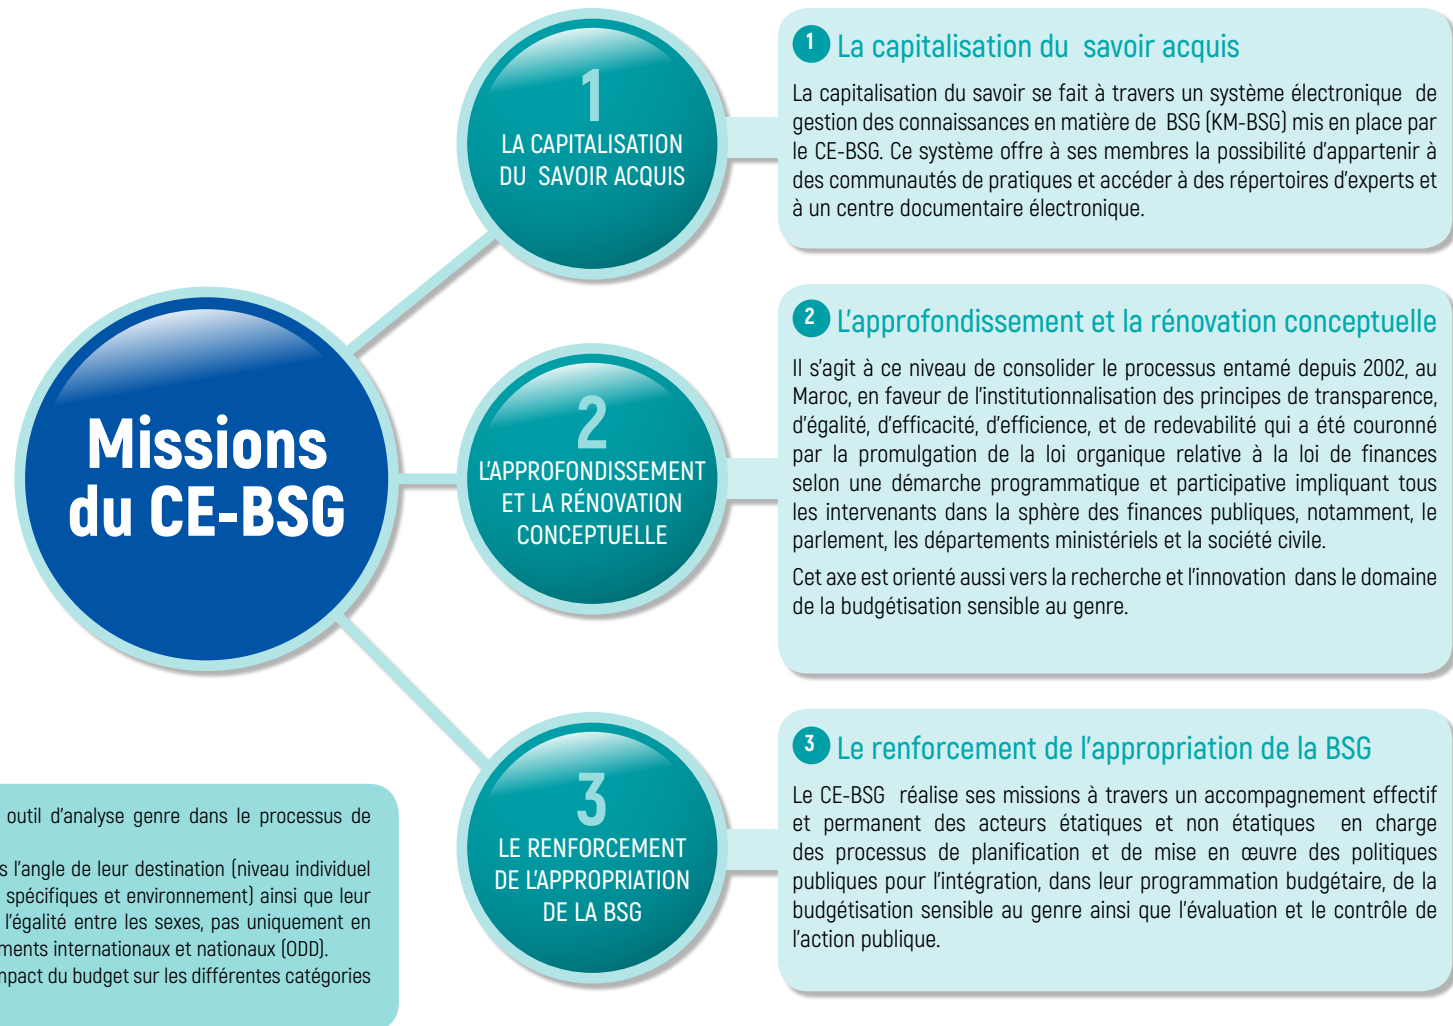 Missions
du CE-BSG
1
LA CAPITALISATION
DU SAVOIR ACQUIS
1 La capitalisation du savoir acquis
La capitalisation du savoir se fait à travers un système électronique de
gestion des connaissances en matière de BSG (KM-BSG) mis en place par
le CE-BSG. Ce système offre à ses membres la possibilité d'appartenir à
des communautés de pratiques et accéder à des répertoires d'experts et
à un centre documentaire électronique.
2
L'APPROFONDISSEMENT
ET LA RÉNOVATION
CONCEPTUELLE
2 L'approfondissement et la rénovation conceptuelle
Il s'agit à ce niveau de consolider le processus entamé depuis 2002, au
Maroc, en faveur de l'institutionnalisation des principes de transparence,
d'égalité, d'efficacité, d'efficience, et de redevabilité qui a été couronné
par la promulgation de la loi organique relative à la loi de finances
selon une démarche programmatique et participative impliquant tous
les intervenants dans la sphère des finances publiques, notamment, le
parlement, les départements ministériels et la société civile.
Cet axe est orienté aussi vers la recherche et l'innovation dans le domaine
de la budgétisation sensible au genre.
3
LE RENFORCEMENT
DE L'APPROPRIATION
DE LA BSG
3 Le renforcement de l'appropriation de la BSG
Le CE-BSG réalise ses missions à travers un accompagnement effectif
et permanent des acteurs étatiques et non étatiques en charge
des processus de planification et de mise en œuvre des politiques
publiques pour l'intégration, dans leur programmation budgétaire, de la
budgétisation sensible au genre ainsi que l'évaluation et le contrôle de
l'action publique.
outil d'analyse genre dans le processus de
l'angle de leur destination (niveau individuel
spécifiques et environnement) ainsi que leur
l'égalité entre les sexes, pas uniquement en
internationaux et nationaux (ODD).
du budget sur les différentes catégories